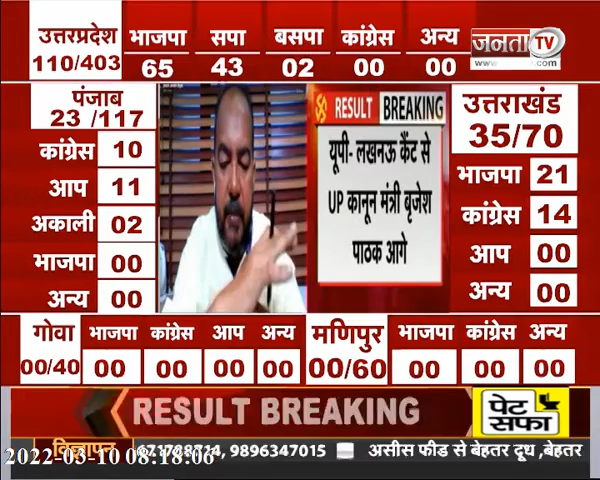 उत्तरप्रदेश
110/403
भाजपा सपा बसपा कांग्रेस अन्य
65 43 02 00 00
जनता TV
पंजाब
23 /117
कांग्रेस 10
आप 11
अकाली 02
भाजपा 00
अन्य 00
RESULT BREAKING
यूपी- लखनऊ कैंट से
UP कानून मंत्री बृजेश
पाठक आगे
उत्तराखंड
35/70
भाजपा 21
कांग्रेस 14
आप 00
अन्य 00
गोवा
00/40
भाजपा कांग्रेस आप अन्य
00 00 00 00
मणिपुर
00/60
भाजपा कांग्रेस अन्य
00 00 00
RESULT BREAKING
पेट
सफा
विज्ञापन
9896347015 असीस फीड से बेहतर दूध ,बेहतर
2022-03-10 08:18:06